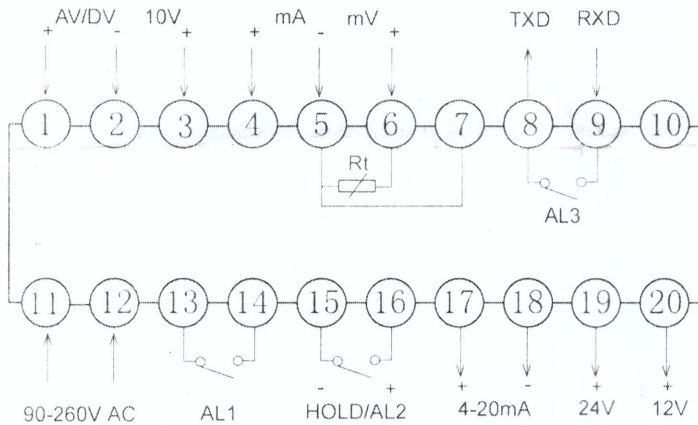 AV/DV 10V mA mV TXD RXD
+ - + + - +
1 2 3 4 5 6 7 8 9 10
Rt
AL3
11 12 13 14 15 16 17 18 19 20
- + + - + +
90-260V AC AL1 HOLD/AL2 4-20mA 24V 12V